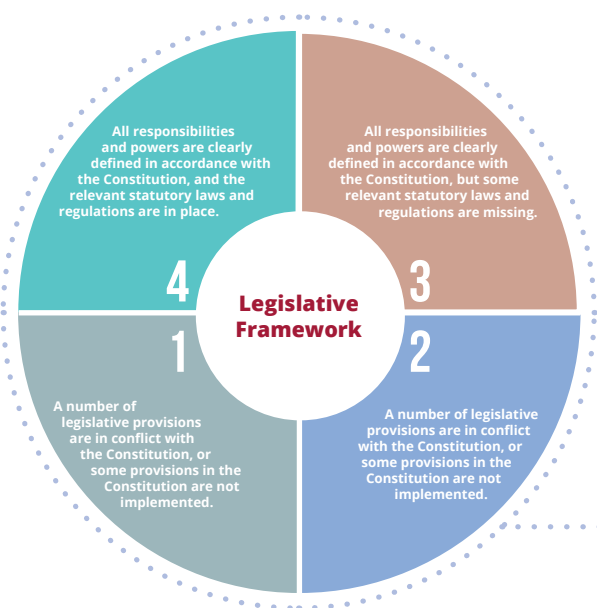 All responsibilities
and powers are clearly
defined in accordance with
the Constitution, and the
relevant statutory laws and
regulations are in place.
4
All responsibilities
and powers are clearly
defined in accordance with
the Constitution, but some
relevant statutory laws and
regulations are missing.
3
Legislative
Framework
1
A number of
legislative provisions
are in conflict with
the Constitution, or
some provisions in the
Constitution are not
implemented.
2
A number of legislative
provisions are in conflict
with the Constitution, or
some provisions in the
Constitution are not
implemented.